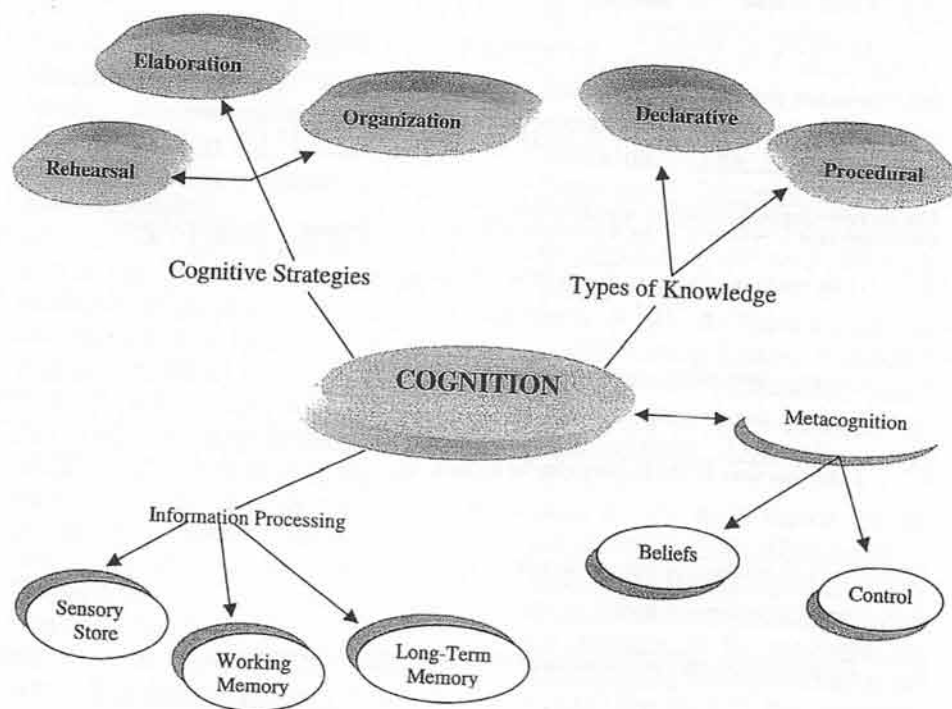 Elaboration
Organization
Declarative
Rehearsal
Procedural
Cognitive Strategies
Types of Knowledge
COGNITION
Metacognition
Information Processing
Beliefs
Control
Sensory
Store
Working
Memory
Long-Term
Memory